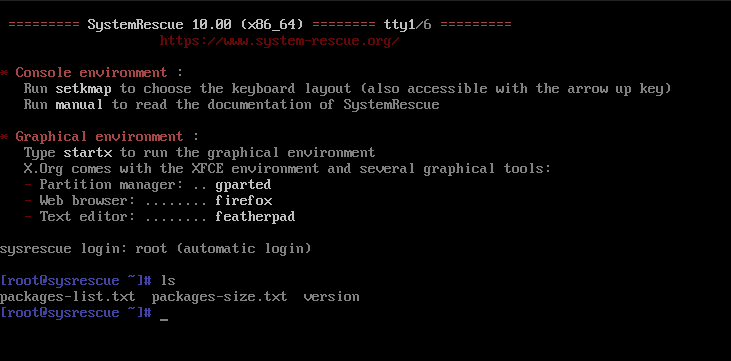 ========= SystemRescue 10.00 (x86_64) ======== tty1/6 =========
https://www.system-rescue.org/
* Console environment :
Run setkmap to choose the keyboard layout (also accessible with the arrow up key)
Run manual to read the documentation of SystemRescue
* Graphical environment :
Type startx to run the graphical environment
X.Org comes with the XFCE environment and several graphical tools:
- Partition manager: .. gparted
- Web browser: ........ firefox
- Text editor: ........ featherpad
sysrescue login: root (automatic login)
[root@sysrescue ~]# ls
packages-list.txt  packages-size.txt  version
[root@sysrescue ~]# _